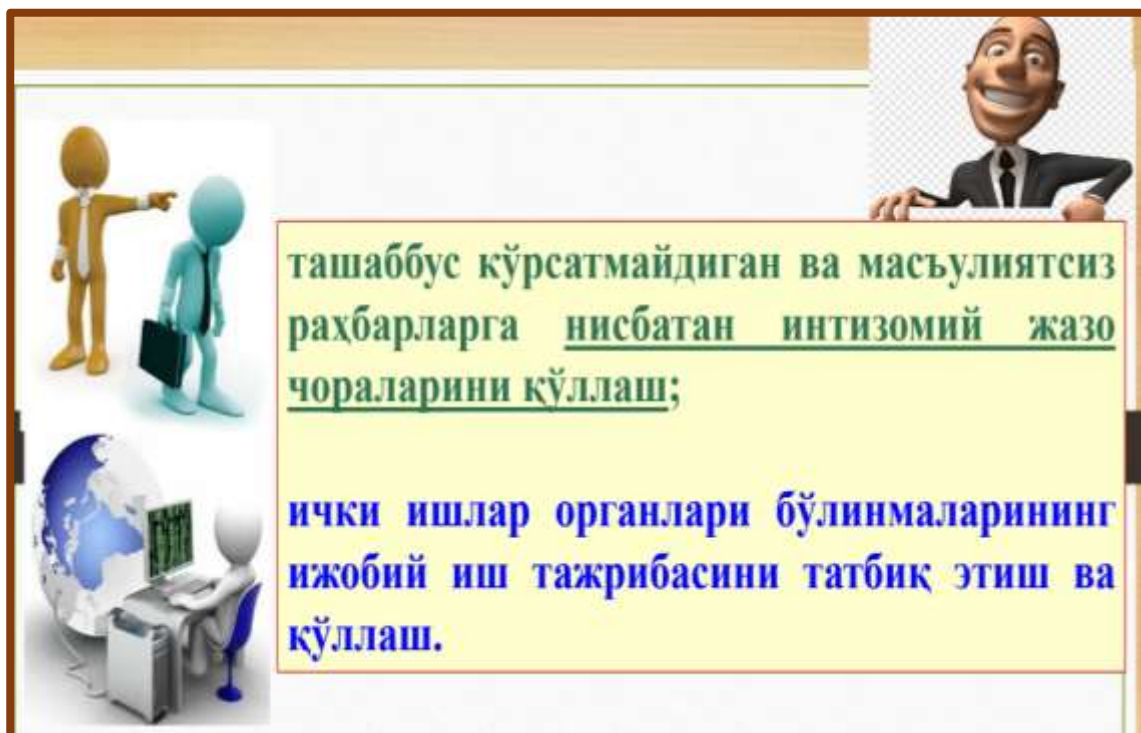 ташаббус кўрсатмайдиган ва масъулиятсиз
раҳбарларга нисбатан интизомий жазо
чораларини қўллаш;
ички ишлар органлари бўлинмаларининг
ижобий иш тажрибасини татбиқ этиш ва
қўллаш.